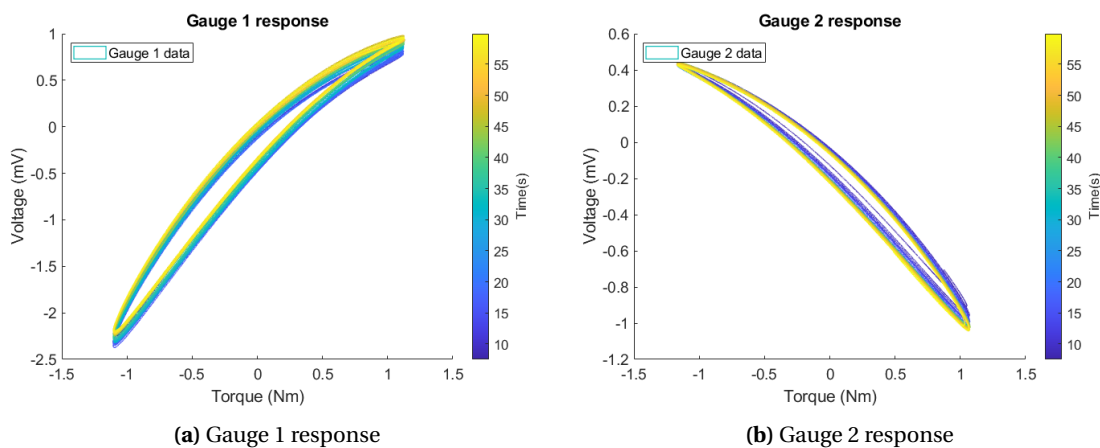 Gauge 1 response
Gauge 1 data
1
0.5
0
-0.5
-1
-1.5
-2
-2.5
Voltage (mV)
-1.5 -1 -0.5 0 0.5 1 1.5
Torque (Nm)
55
50
45
40
35
30
25
20
15
10
Time(s)
(a) Gauge 1 response
Gauge 2 response
Gauge 2 data
0.6
0.4
0.2
0
-0.2
-0.4
-0.6
-0.8
-1
-1.2
Voltage (mV)
-1.5 -1 -0.5 0 0.5 1 1.5
Torque (Nm)
55
50
45
40
35
30
25
20
15
10
Time(s)
(b) Gauge 2 response